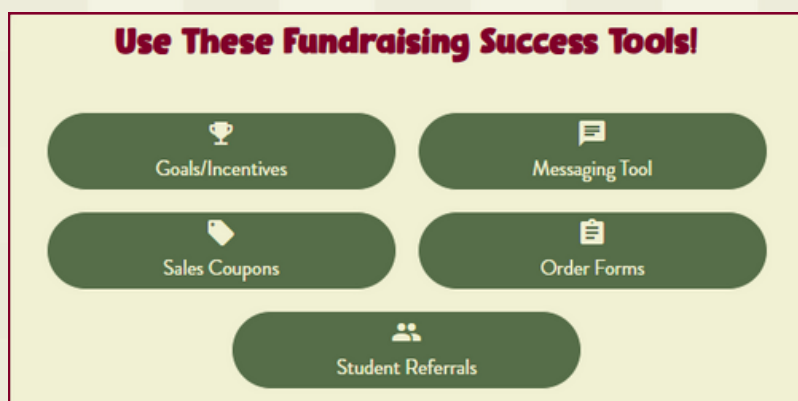 Use These Fundraising Success Tools!
Goals/Incentives
Messaging Tool
Sales Coupons
Order Forms
Student Referrals